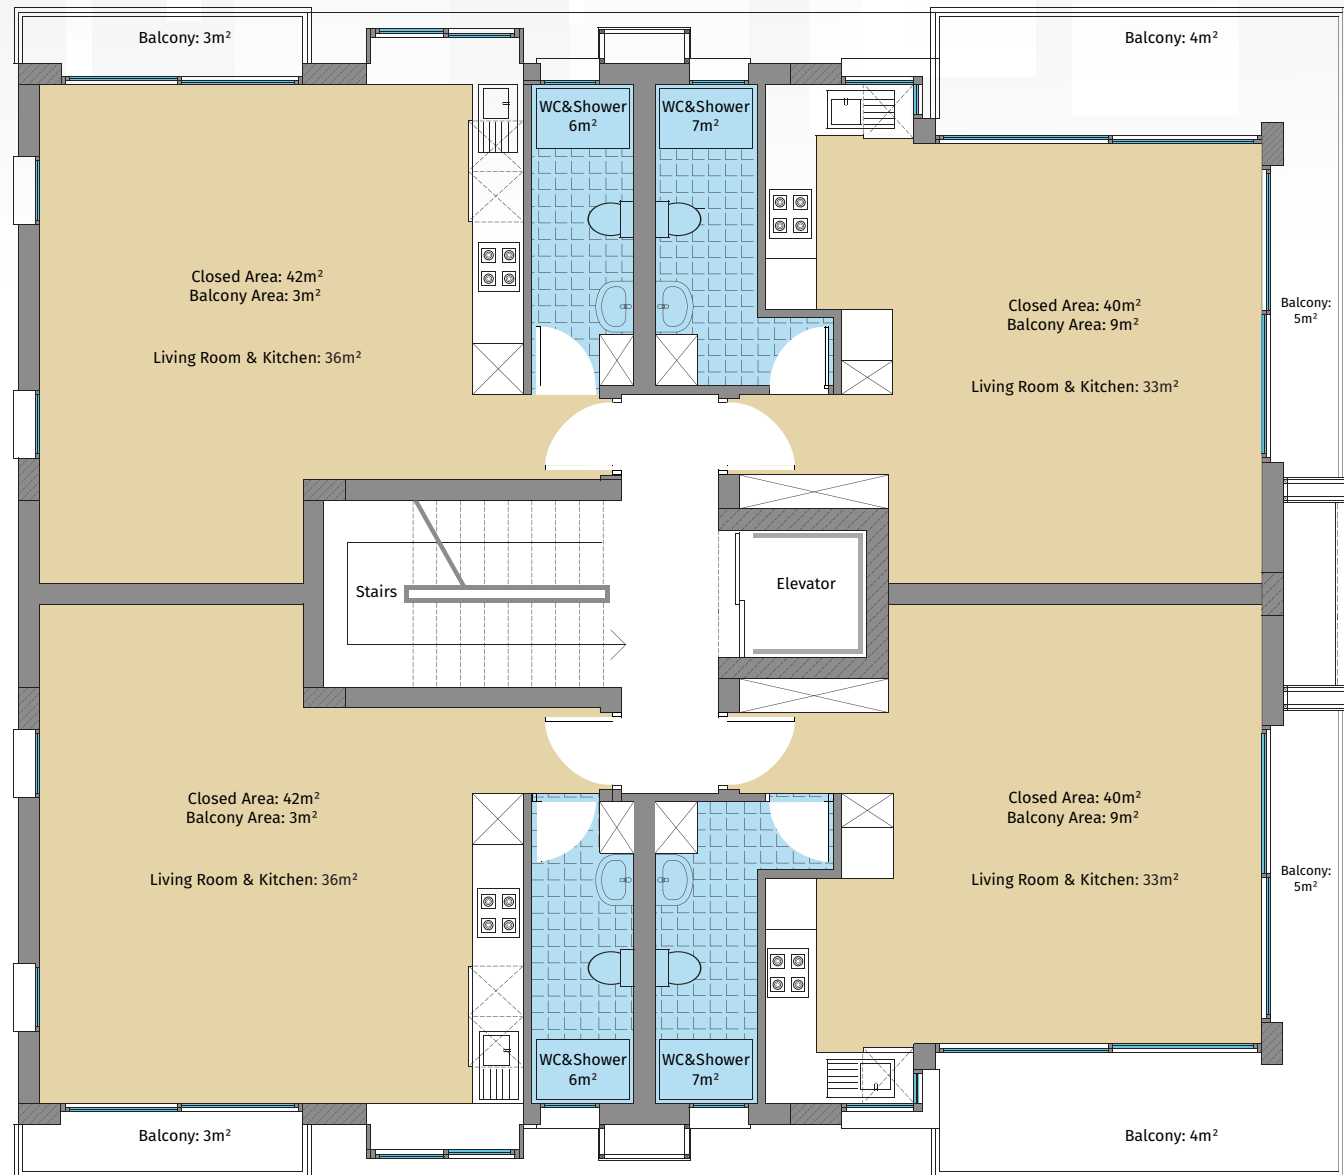 Balcony: 3m²
Balcony: 4m²
WC&Shower
6m²
WC&Shower
7m²
Closed Area: 42m²
Balcony Area: 3m²
Living Room & Kitchen: 36m²
Closed Area: 40m²
Balcony Area: 9m²
Living Room & Kitchen: 33m²
Balcony:
5m²
Stairs
Elevator
Closed Area: 42m²
Balcony Area: 3m²
Living Room & Kitchen: 36m²
Closed Area: 40m²
Balcony Area: 9m²
Living Room & Kitchen: 33m²
Balcony:
5m²
WC&Shower
6m²
WC&Shower
7m²
Balcony: 3m²
Balcony: 4m²